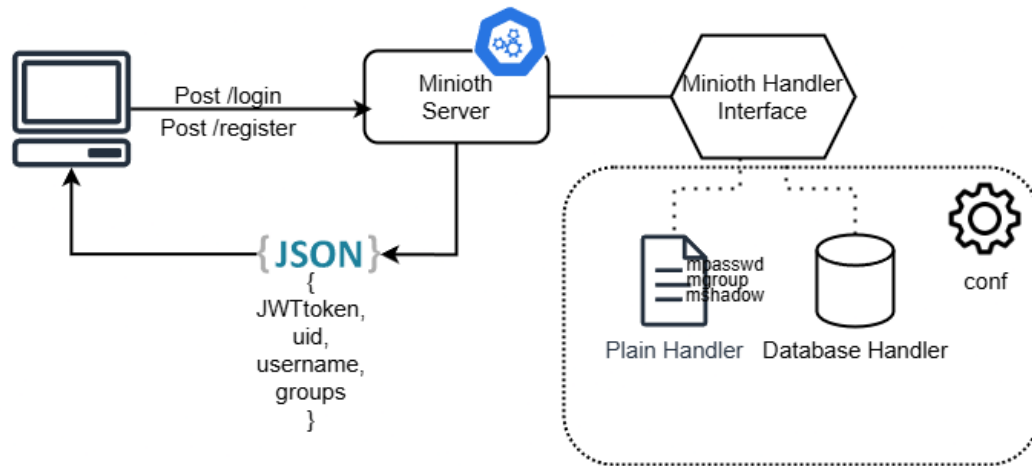 Post /login
Post /register
Minioth
Server
Minioth Handler
Interface
{JSON}
{
JWTtoken,
uid,
username,
groups
}
mpasswd
mgroup
mshadow
Plain Handler
Database Handler
conf